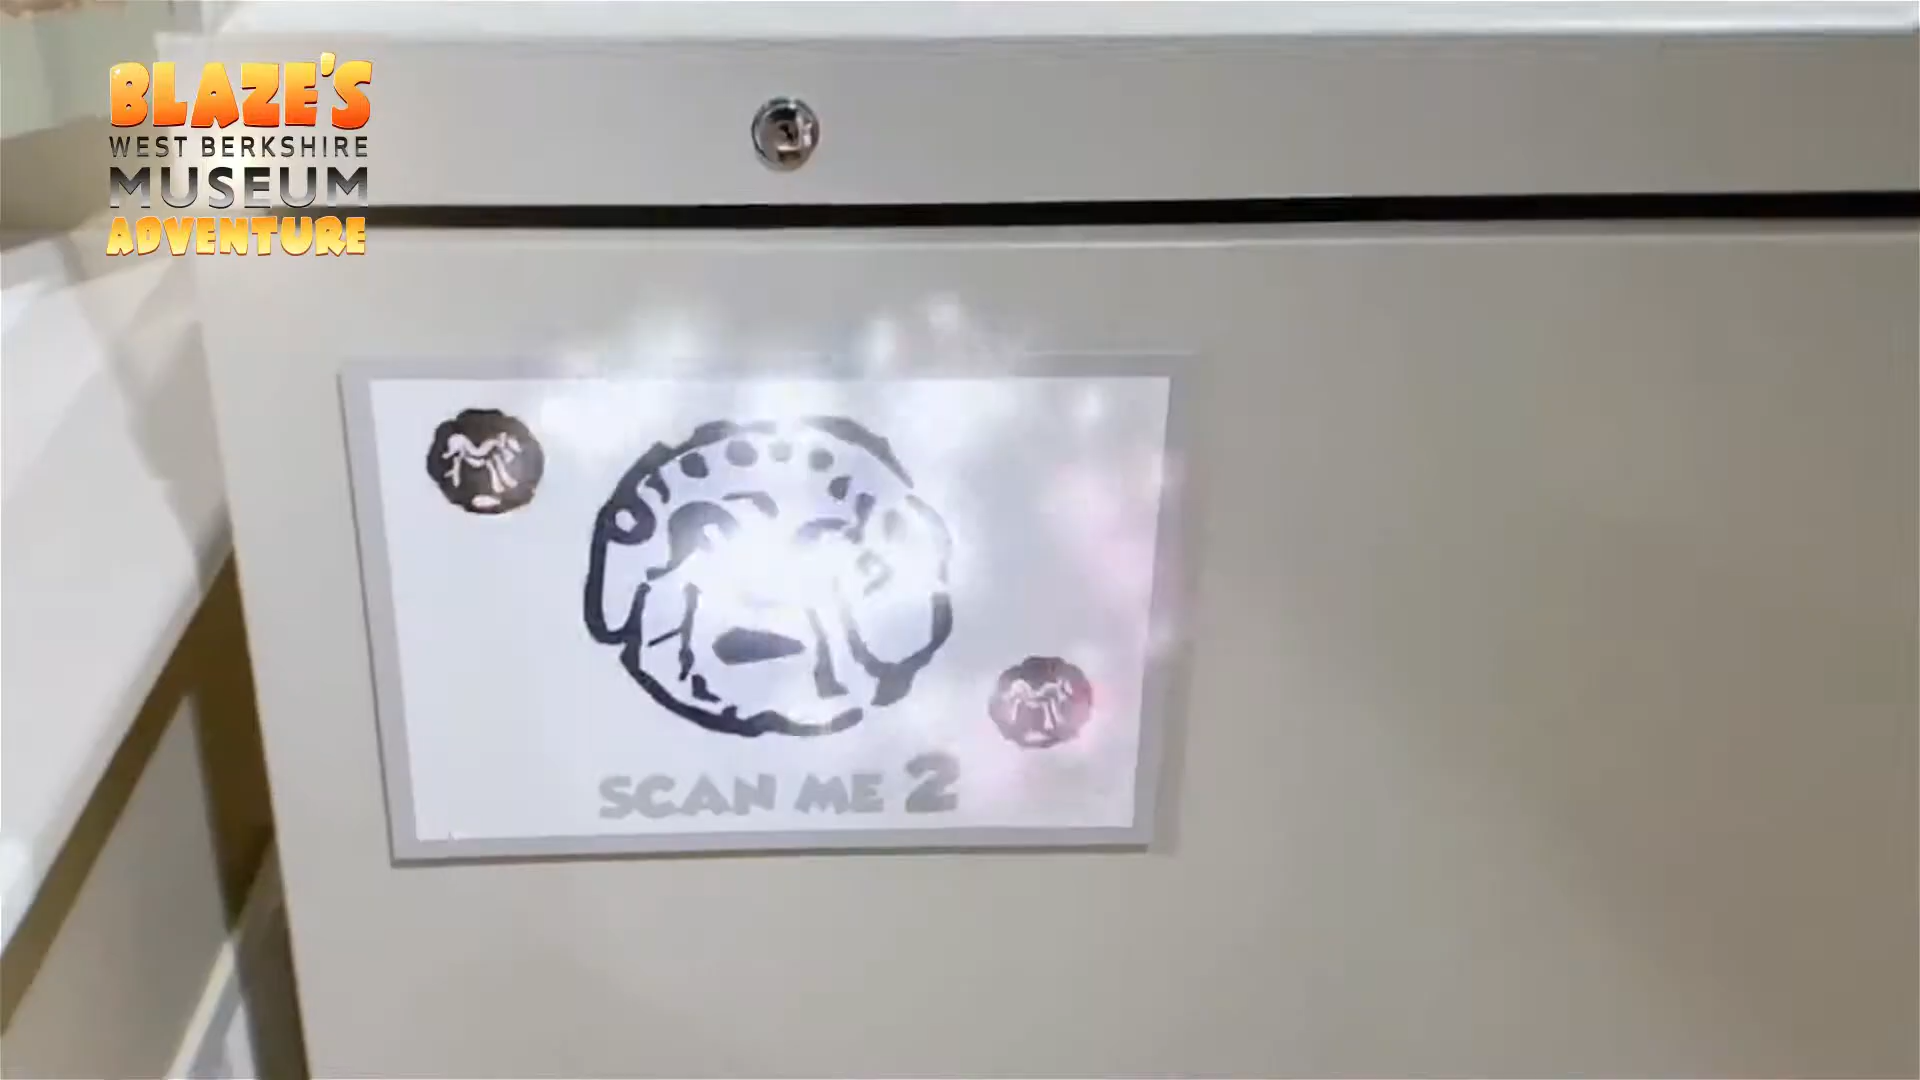 BLAZE'S
WEST BERKSHIRE
MUSEUM
ADVENTURE
SCAN ME 2